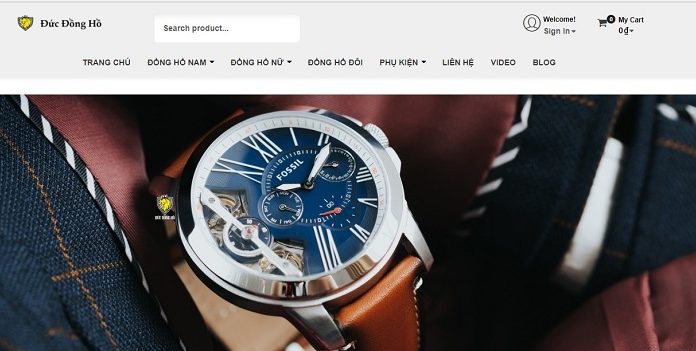 Đức Đồng Hồ
Search product...
Welcome!
Sign In
0
My Cart
0₫
TRANG CHỦ ĐỒNG HỒ NAM ĐỒNG HỒ NỮ ĐỒNG HỒ ĐÔI PHỤ KIỆN LIÊN HỆ VIDEO BLOG
FOSSIL
ĐỨC ĐỒNG HỒ